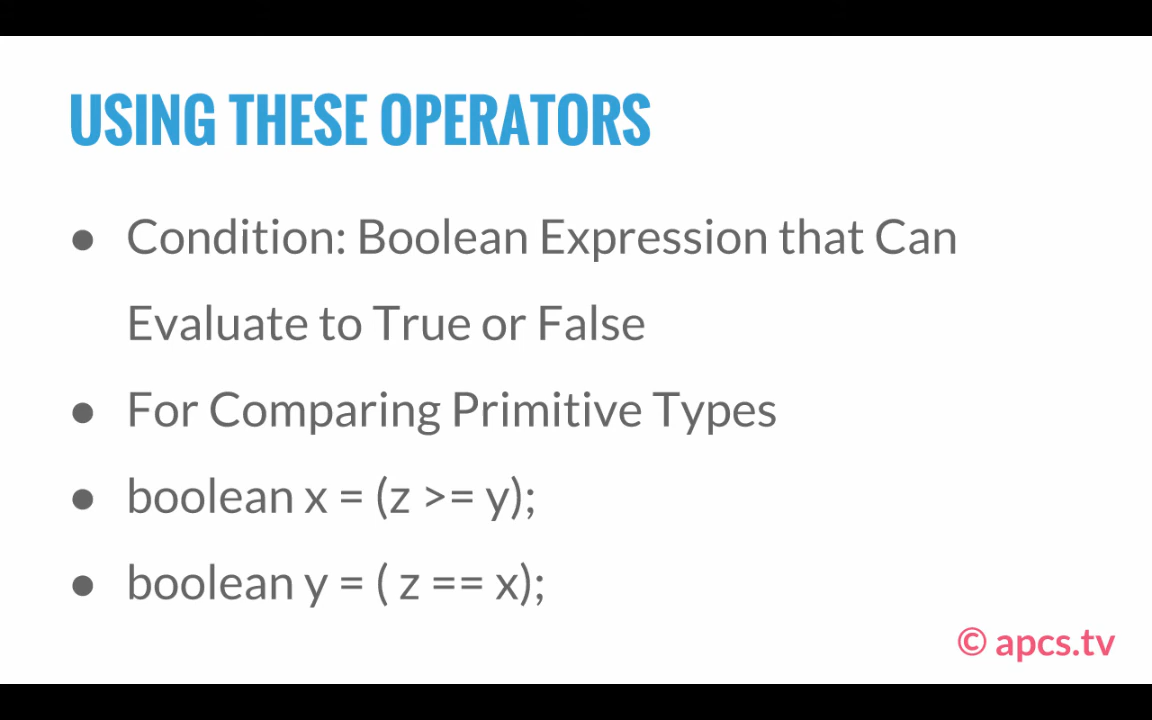 USING THESE OPERATORS
● Condition: Boolean Expression that Can
Evaluate to True or False
● For Comparing Primitive Types
● boolean x = (z >= y);
● boolean y = ( z == x);
© apcs.tv